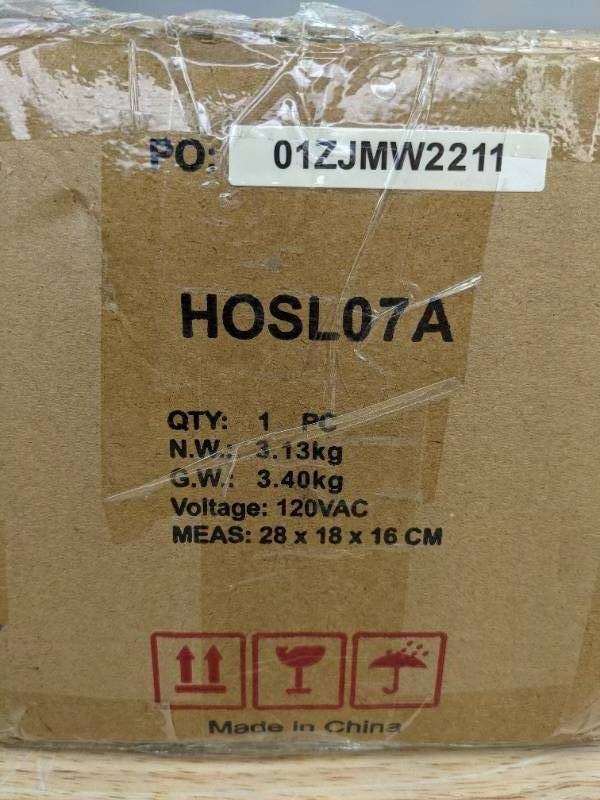 PO: 01ZJMW2211
HOSL07A
QTY: 1 PC
N.W.: 3.13kg
G.W.: 3.40kg
Voltage: 120VAC
MEAS: 28 x 18 x 16 CM
Made in China